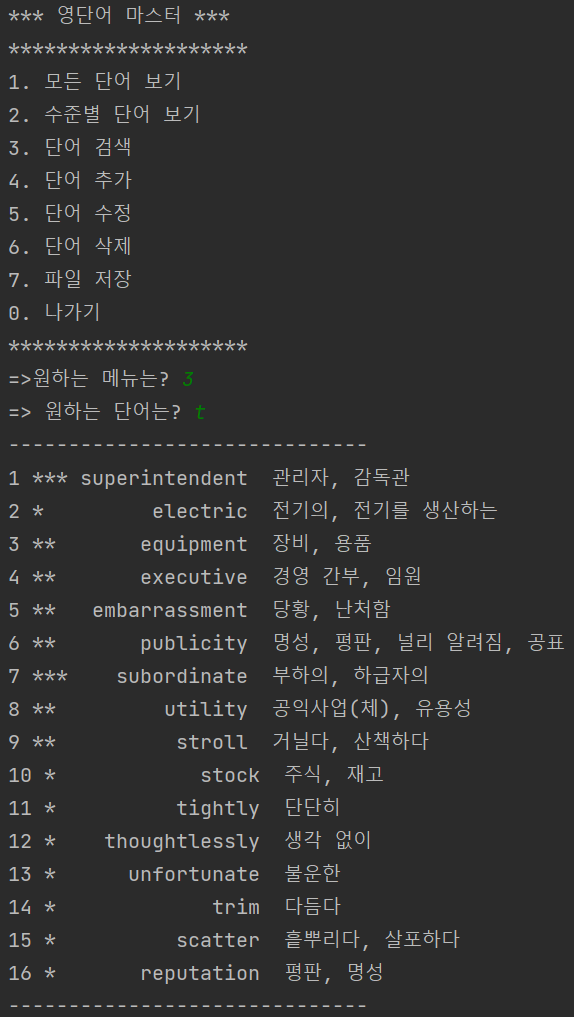 *** 영단어 마스터 ***
********************
1. 모든 단어 보기
2. 수준별 단어 보기
3. 단어 검색
4. 단어 추가
5. 단어 수정
6. 단어 삭제
7. 파일 저장
0. 나가기
********************
=>원하는 메뉴는? 3
=> 원하는 단어는? t
------------------------------
1 *** superintendent  관리자, 감독관
2 *         electric  전기의, 전기를 생산하는
3 **       equipment  장비, 용품
4 **       executive  경영 간부, 임원
5 **   embarrassment  당황, 난처함
6 **       publicity  명성, 평판, 널리 알려짐, 공표
7 ***    subordinate  부하의, 하급자의
8 **         utility  공익사업(체), 유용성
9 **          stroll  거닐다, 산책하다
10 *            stock  주식, 재고
11 *          tightly  단단히
12 *    thoughtlessly  생각 없이
13 *      unfortunate  불운한
14 *             trim  다듬다
15 *          scatter  흩뿌리다, 살포하다
16 *       reputation  평판, 명성
------------------------------